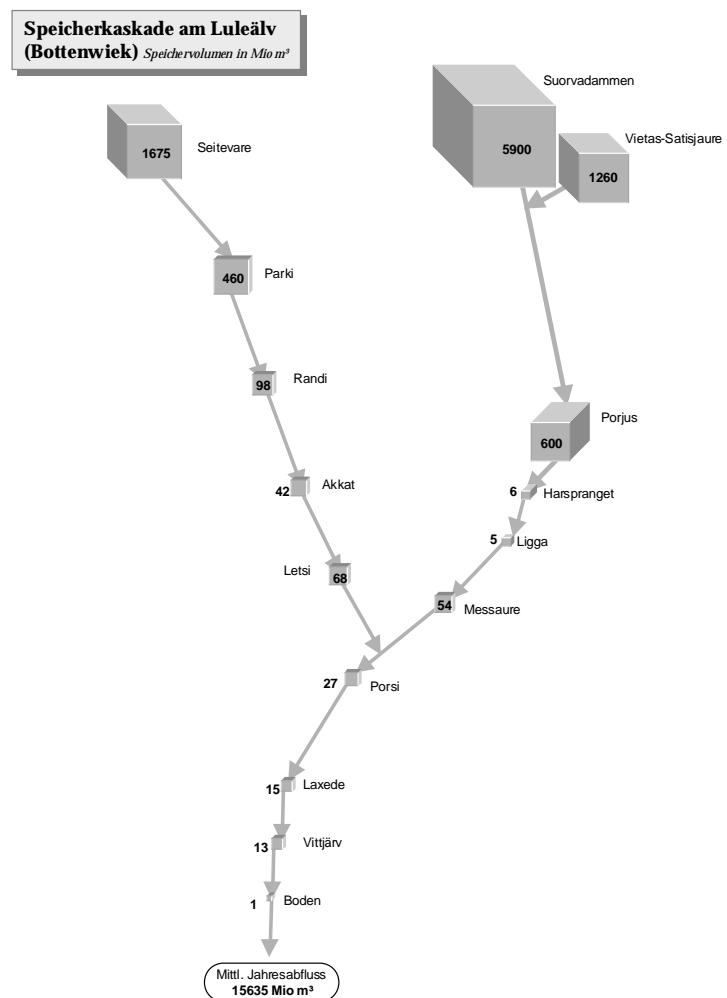 Speicherkaskade am Luleälv
(Bottenwiek) Speichervolumen in Mio m³
Suorvadammen
5900
Vietas-Satisjaure
1260
1675
Seitevare
460
Parki
98
Randi
Porjus
600
42
Akkat
6
Harspranget
5
Ligga
Letsi
68
54
Messaure
27
Porsi
15
Laxede
13
Vittjärv
1
Boden
Mittl. Jahresabfluss
15635 Mio m³